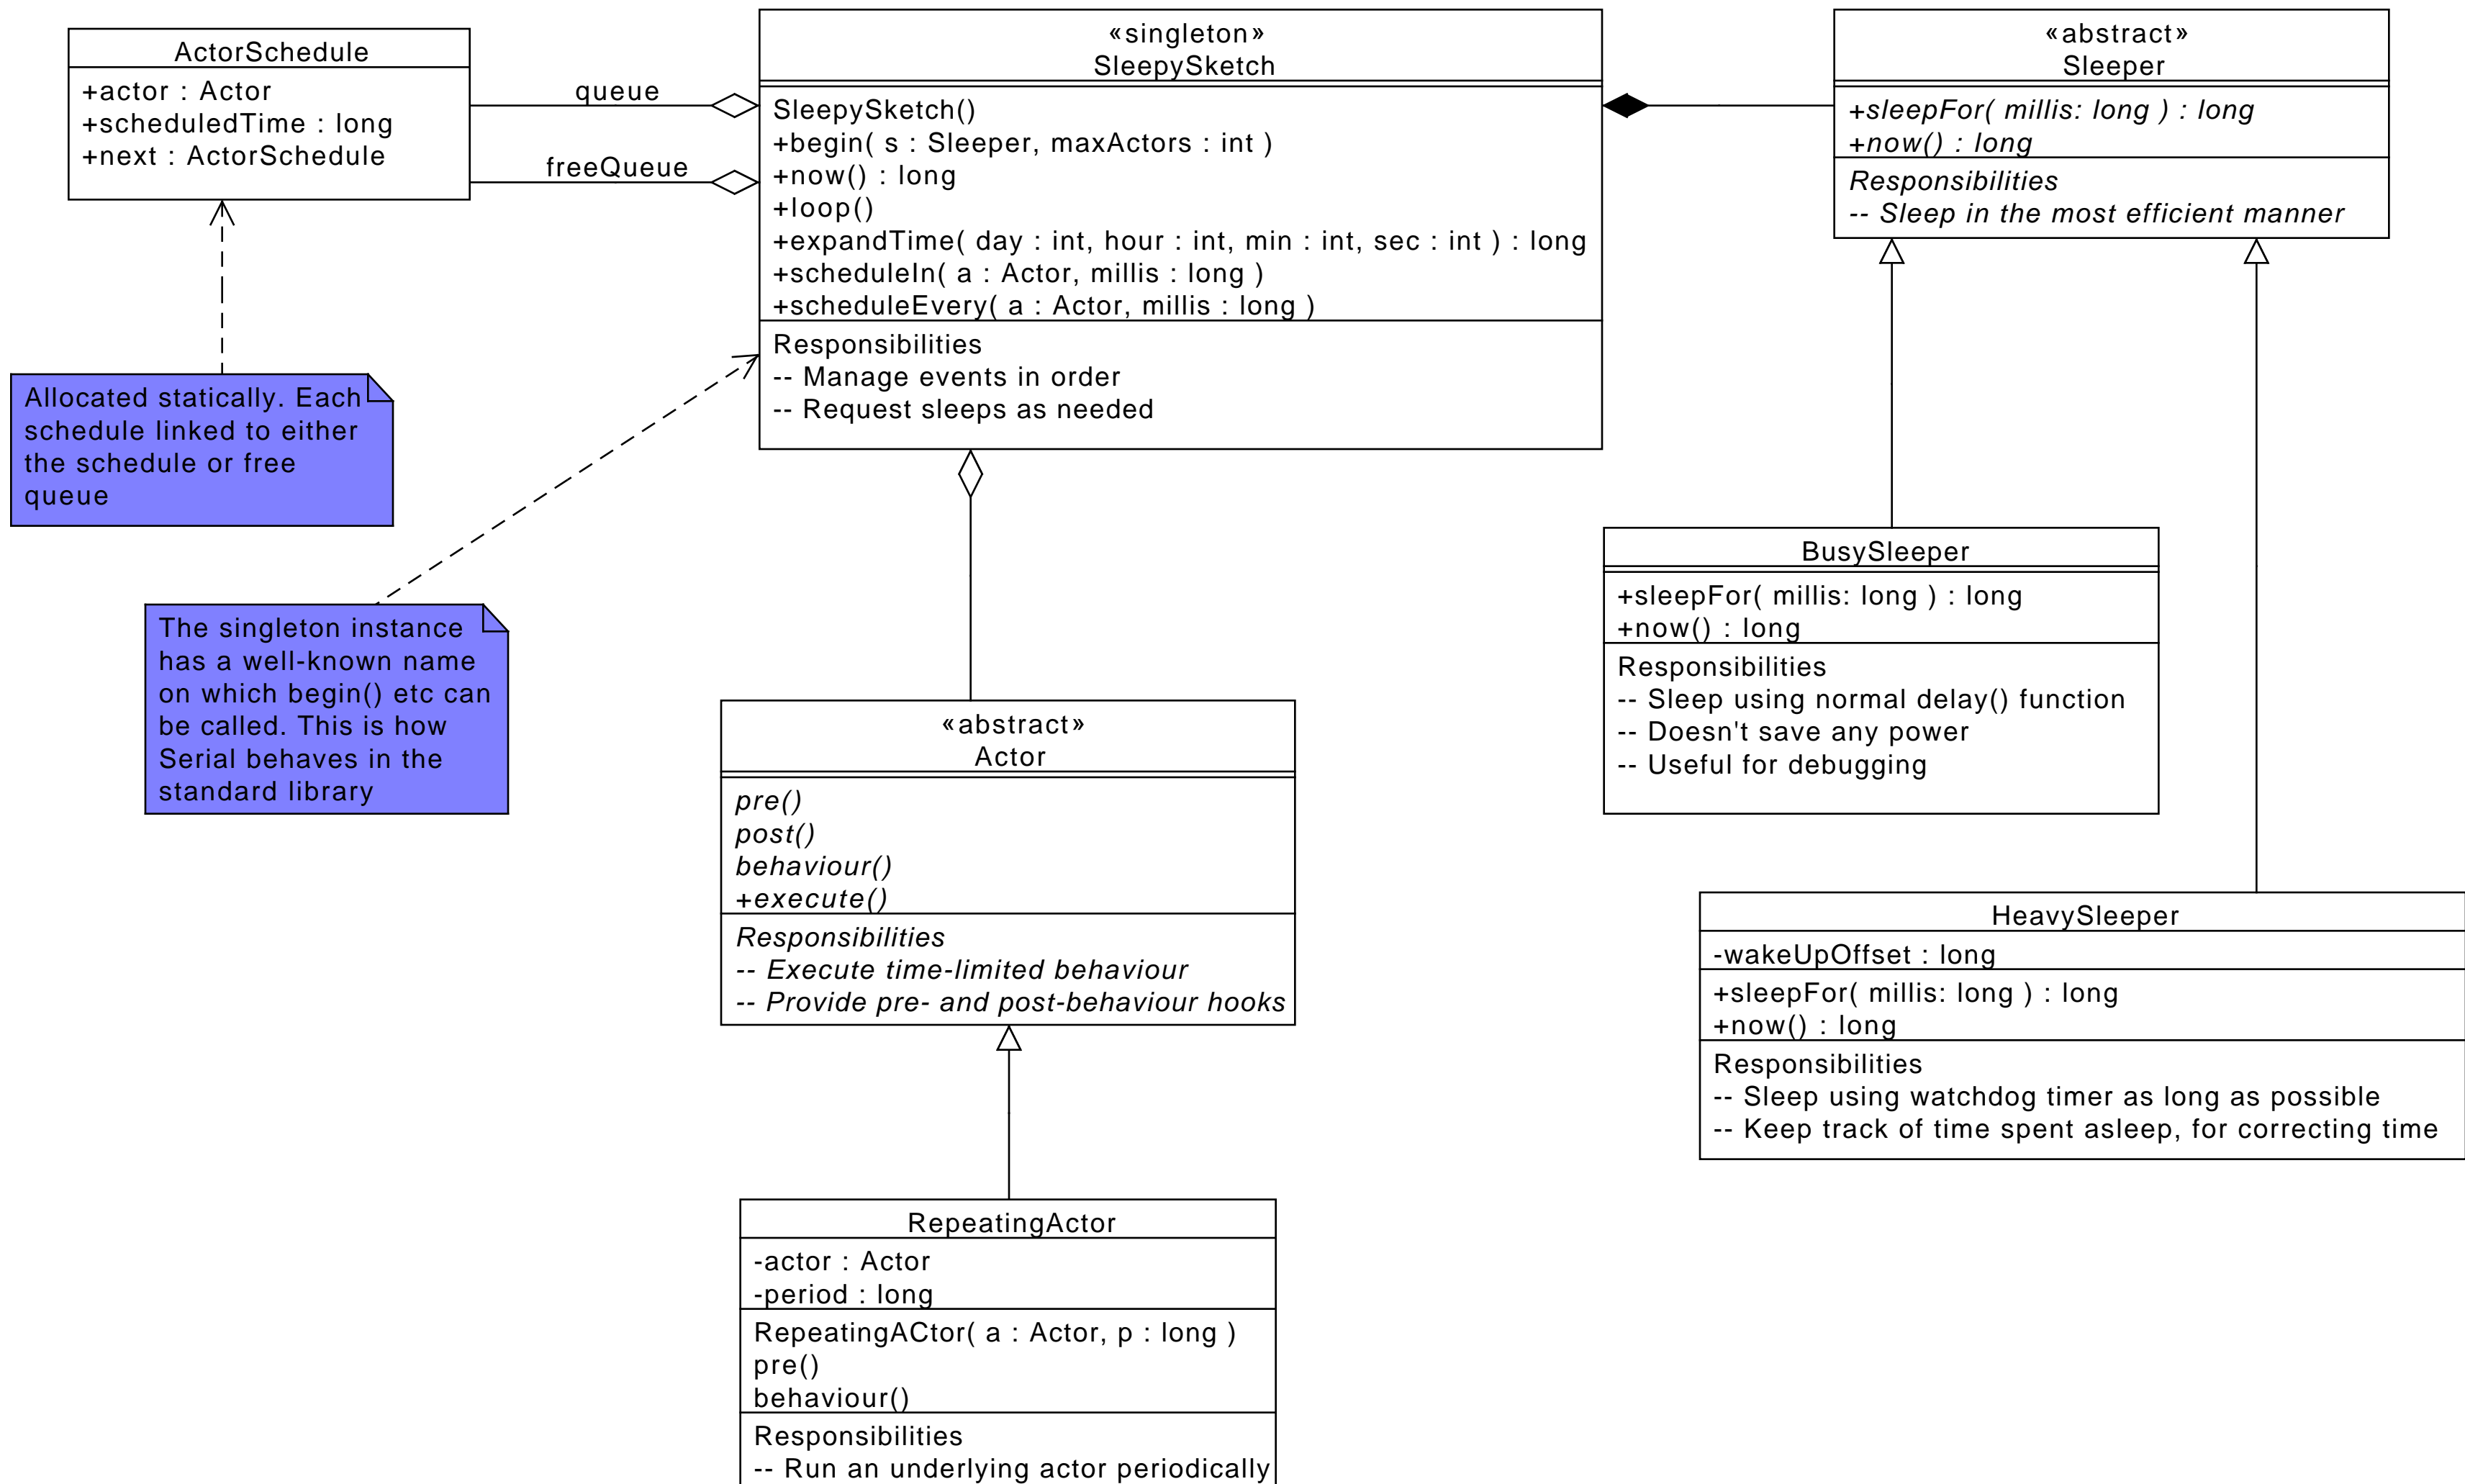 ActorSchedule
+actor : Actor
+scheduledTime : long
+next : ActorSchedule
queue
freeQueue
«singleton»
SleepySketch
SleepySketch()
+begin( s : Sleeper, maxActors : int )
+now() : long
+loop()
+expandTime( day : int, hour : int, min : int, sec : int ) : long
+scheduleIn( a : Actor, millis : long )
+scheduleEvery( a : Actor, millis : long )
Responsibilities
-- Manage events in order
-- Request sleeps as needed
«abstract»
Sleeper
+sleepFor( millis: long ) : long
+now() : long
Responsibilities
-- Sleep in the most efficient manner
Allocated statically. Each
schedule linked to either
the schedule or free
queue
The singleton instance
has a well-known name
on which begin() etc can
be called. This is how
Serial behaves in the
standard library
BusySleeper
+sleepFor( millis: long ) : long
+now() : long
Responsibilities
-- Sleep using normal delay() function
-- Doesn't save any power
-- Useful for debugging
«abstract»
Actor
pre()
post()
behaviour()
+execute()
Responsibilities
-- Execute time-limited behaviour
-- Provide pre- and post-behaviour hooks
HeavySleeper
-wakeUpOffset : long
+sleepFor( millis: long ) : long
+now() : long
Responsibilities
-- Sleep using watchdog timer as long as possible
-- Keep track of time spent asleep, for correcting time
RepeatingActor
-actor : Actor
-period : long
RepeatingACtor( a : Actor, p : long )
pre()
behaviour()
Responsibilities
-- Run an underlying actor periodically